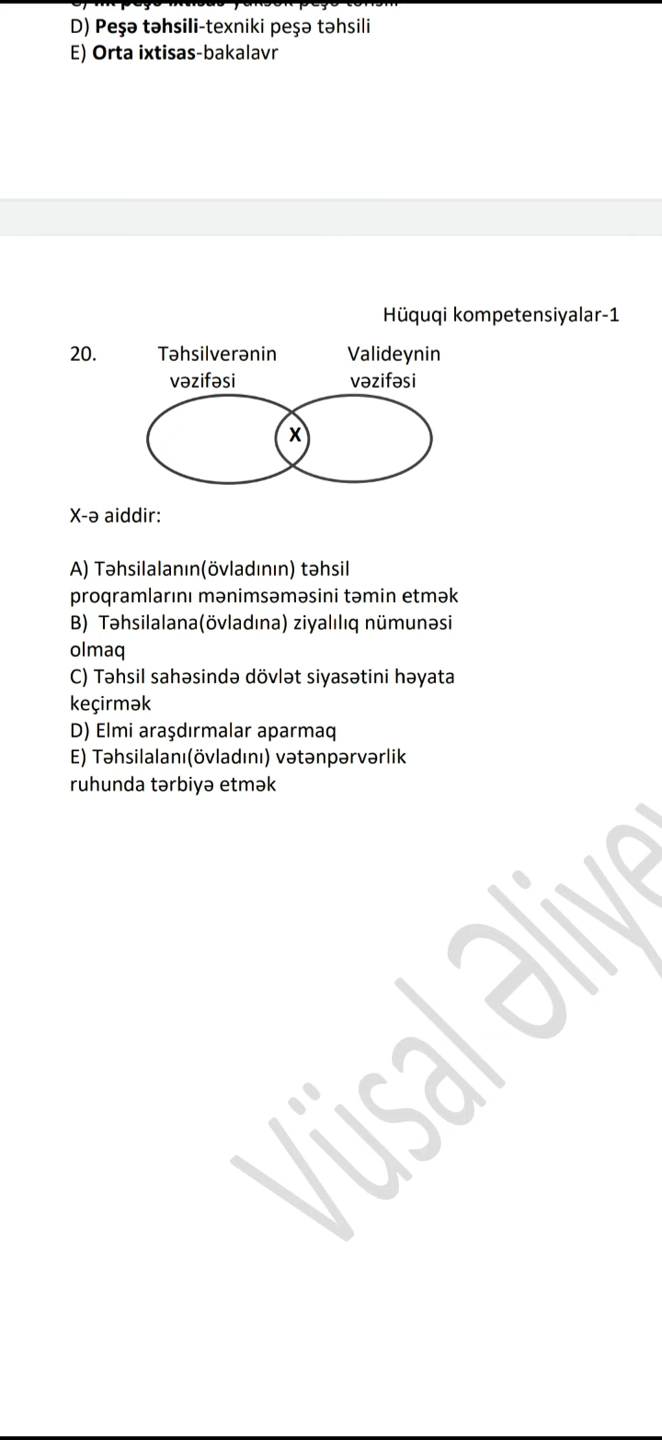 D) Peşə təhsili-texniki peşə təhsili
E) Orta ixtisas-bakalavr
Hüquqi kompetensiyalar-1
20. Təhsilverənin Valideynin
vəzifəsi vəzifəsi
X
X-ə aiddir:
A) Təhsilalanın(övladının) təhsil
proqramlarını mənimsəməsini təmin etmək
B) Təhsilalana(övladına) ziyalılıq nümunəsi
olmaq
C) Təhsil sahəsində dövlət siyasətini həyata
keçirmək
D) Elmi araşdırmalar aparmaq
E) Təhsilalanı(övladını) vətənpərvərlik
ruhunda tərbiyə etmək
Vüsal